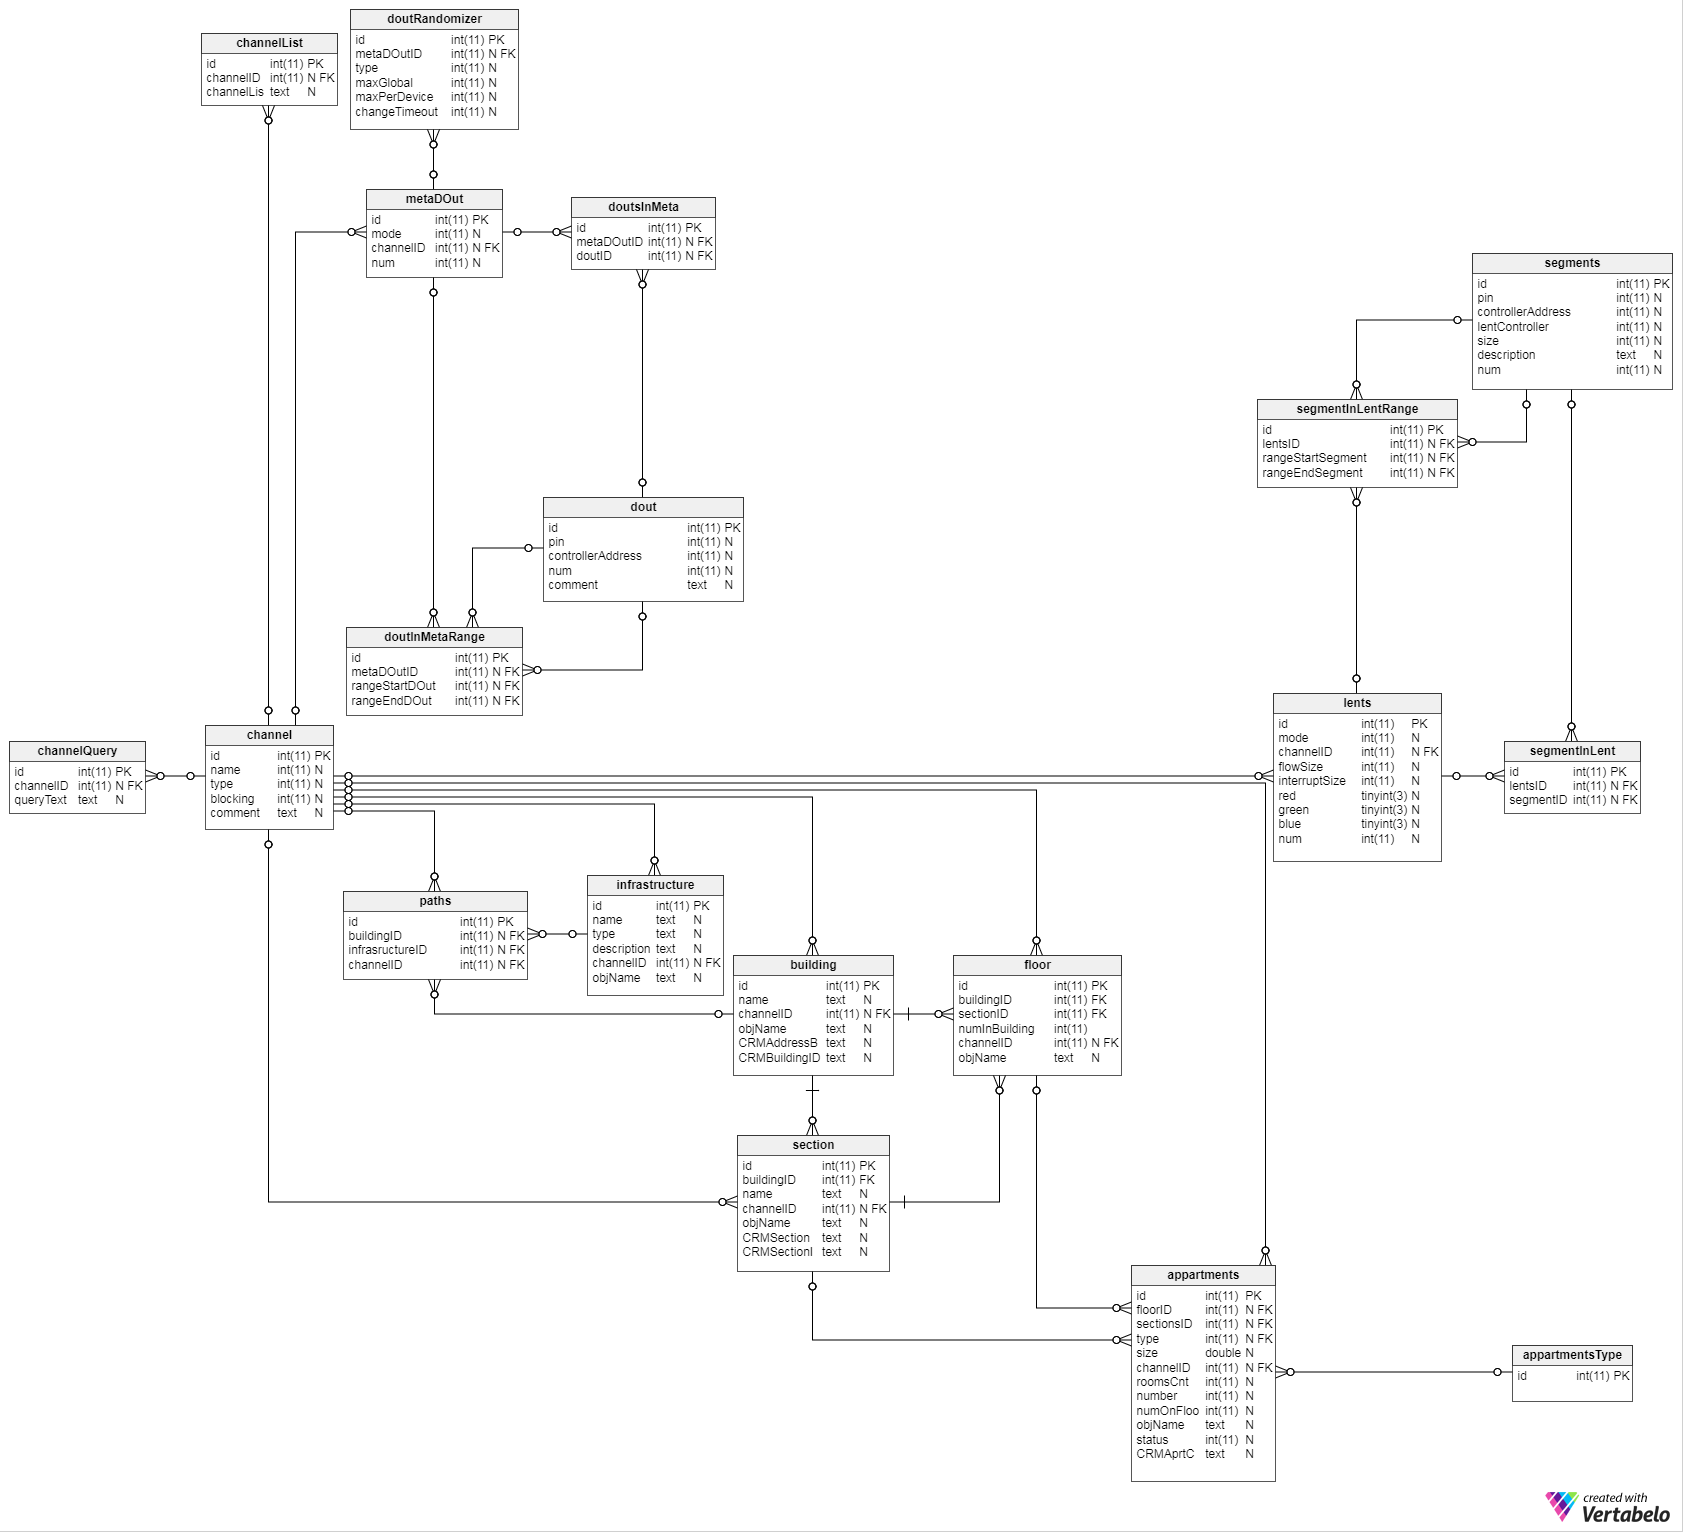 doutRandomizer
id int(11) PK
metaDOutID int(11) N FK
type int(11) N
maxGlobal int(11) N
maxPerDevice int(11) N
changeTimeout int(11) N
channelList
id int(11) PK
channelID int(11) N FK
channelLis text N
metaDOut
id int(11) PK
mode int(11) N
channelID int(11) N FK
num int(11) N
doutsInMeta
id int(11) PK
metaDOutID int(11) N FK
doutID int(11) N FK
segments
id int(11) PK
pin int(11) N
controllerAddress int(11) N
lentController int(11) N
size int(11) N
description text N
num int(11) N
segmentInLentRange
id int(11) PK
lentsID int(11) N FK
rangeStartSegment int(11) N FK
rangeEndSegment int(11) N FK
dout
id int(11) PK
pin int(11) N
controllerAddress int(11) N
num int(11) N
comment text N
doutInMetaRange
id int(11) PK
metaDOutID int(11) N FK
rangeStartDOut int(11) N FK
rangeEndDOut int(11) N FK
lents
id int(11) PK
mode int(11) N
channelID int(11) N FK
flowSize int(11) N
interruptSize int(11) N
red tinyint(3) N
green tinyint(3) N
blue tinyint(3) N
num int(11) N
channel
id int(11) PK
name int(11) N
type int(11) N
blocking int(11) N
comment text N
channelQuery
id int(11) PK
channelID int(11) N FK
queryText text N
segmentInLent
id int(11) PK
lentsID int(11) N FK
segmentID int(11) N FK
paths
id int(11) PK
buildingID int(11) N FK
infrasructureID int(11) N FK
channelID int(11) N FK
infrastructure
id int(11) PK
name text N
type text N
description text N
channelID int(11) N FK
objName text N
building
id int(11) PK
name text N
channelID int(11) N FK
objName text N
CRMAddressB text N
CRMBuildingID text N
floor
id int(11) PK
buildingID int(11) FK
sectionID int(11) FK
numInBuilding int(11)
channelID int(11) N FK
objName text N
section
id int(11) PK
buildingID int(11) FK
name text N
channelID int(11) N FK
objName text N
CRMSection text N
CRMSectionI text N
appartments
id int(11) PK
floorID int(11) N FK
sectionsID int(11) N FK
type int(11) N FK
size double N
channelID int(11) N FK
roomsCnt int(11) N
number int(11) N
numOnFloo int(11) N
objName text N
status int(11) N
CRMAprtC text N
appartmentsType
id int(11) PK
created with
Vertabelo